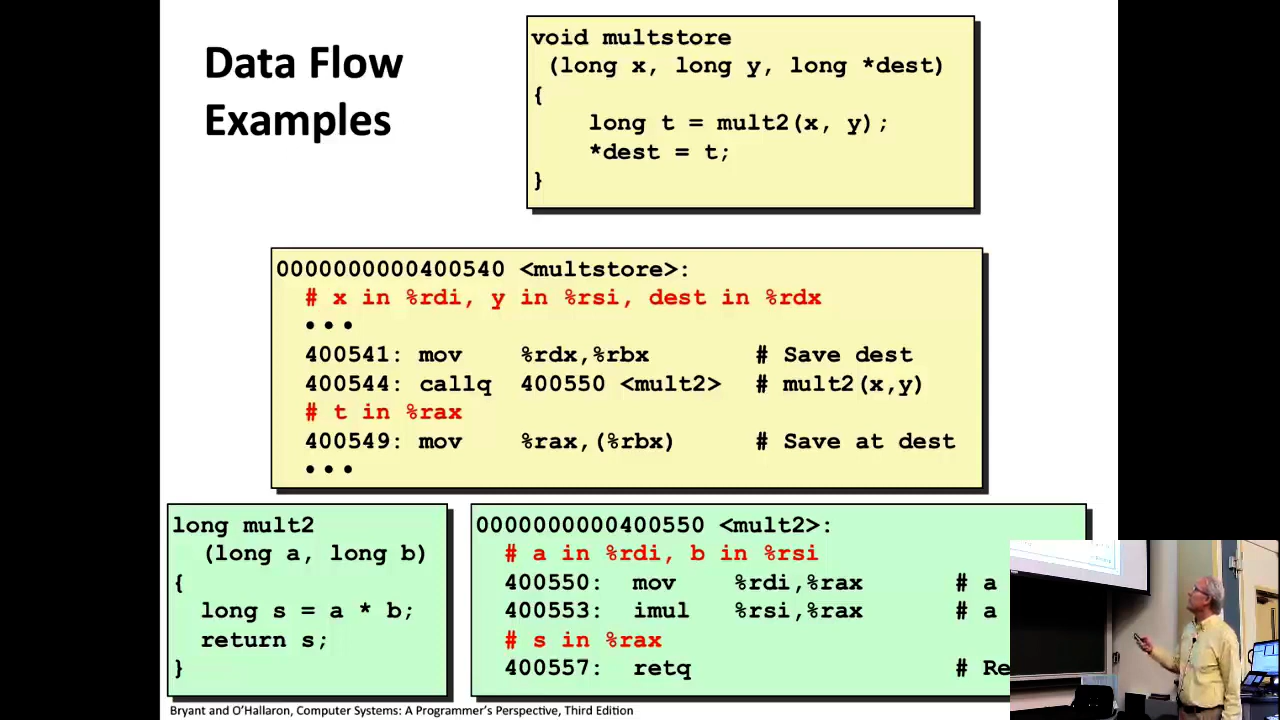 Data Flow
Examples
void multstore
(long x, long y, long *dest)
{
long t = mult2(x, y);
*dest = t;
}
0000000000400540 <multstore>:
# x in %rdi, y in %rsi, dest in %rdx
• • •
400541: mov %rdx,%rbx # Save dest
400544: callq 400550 <mult2> # mult2(x,y)
# t in %rax
400549: mov %rax,(%rbx) # Save at dest
• • •
long mult2
(long a, long b)
{
long s = a * b;
return s;
}
0000000000400550 <mult2>:
# a in %rdi, b in %rsi
400550: mov %rdi,%rax # a
400553: imul %rsi,%rax # a
# s in %rax
400557: retq # Re
Bryant and O'Hallaron, Computer Systems: A Programmer's Perspective, Third Edition